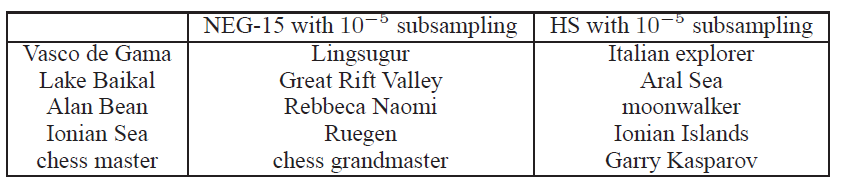 NEG-15 with 10⁻⁵ subsampling HS with 10⁻⁵ subsampling
Vasco de Gama Lingsugur Italian explorer
Lake Baikal Great Rift Valley Aral Sea
Alan Bean Rebbeca Naomi moonwalker
Ionian Sea Ruegen Ionian Islands
chess master chess grandmaster Garry Kasparov